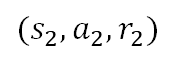 (s₂, a₂, r₂)